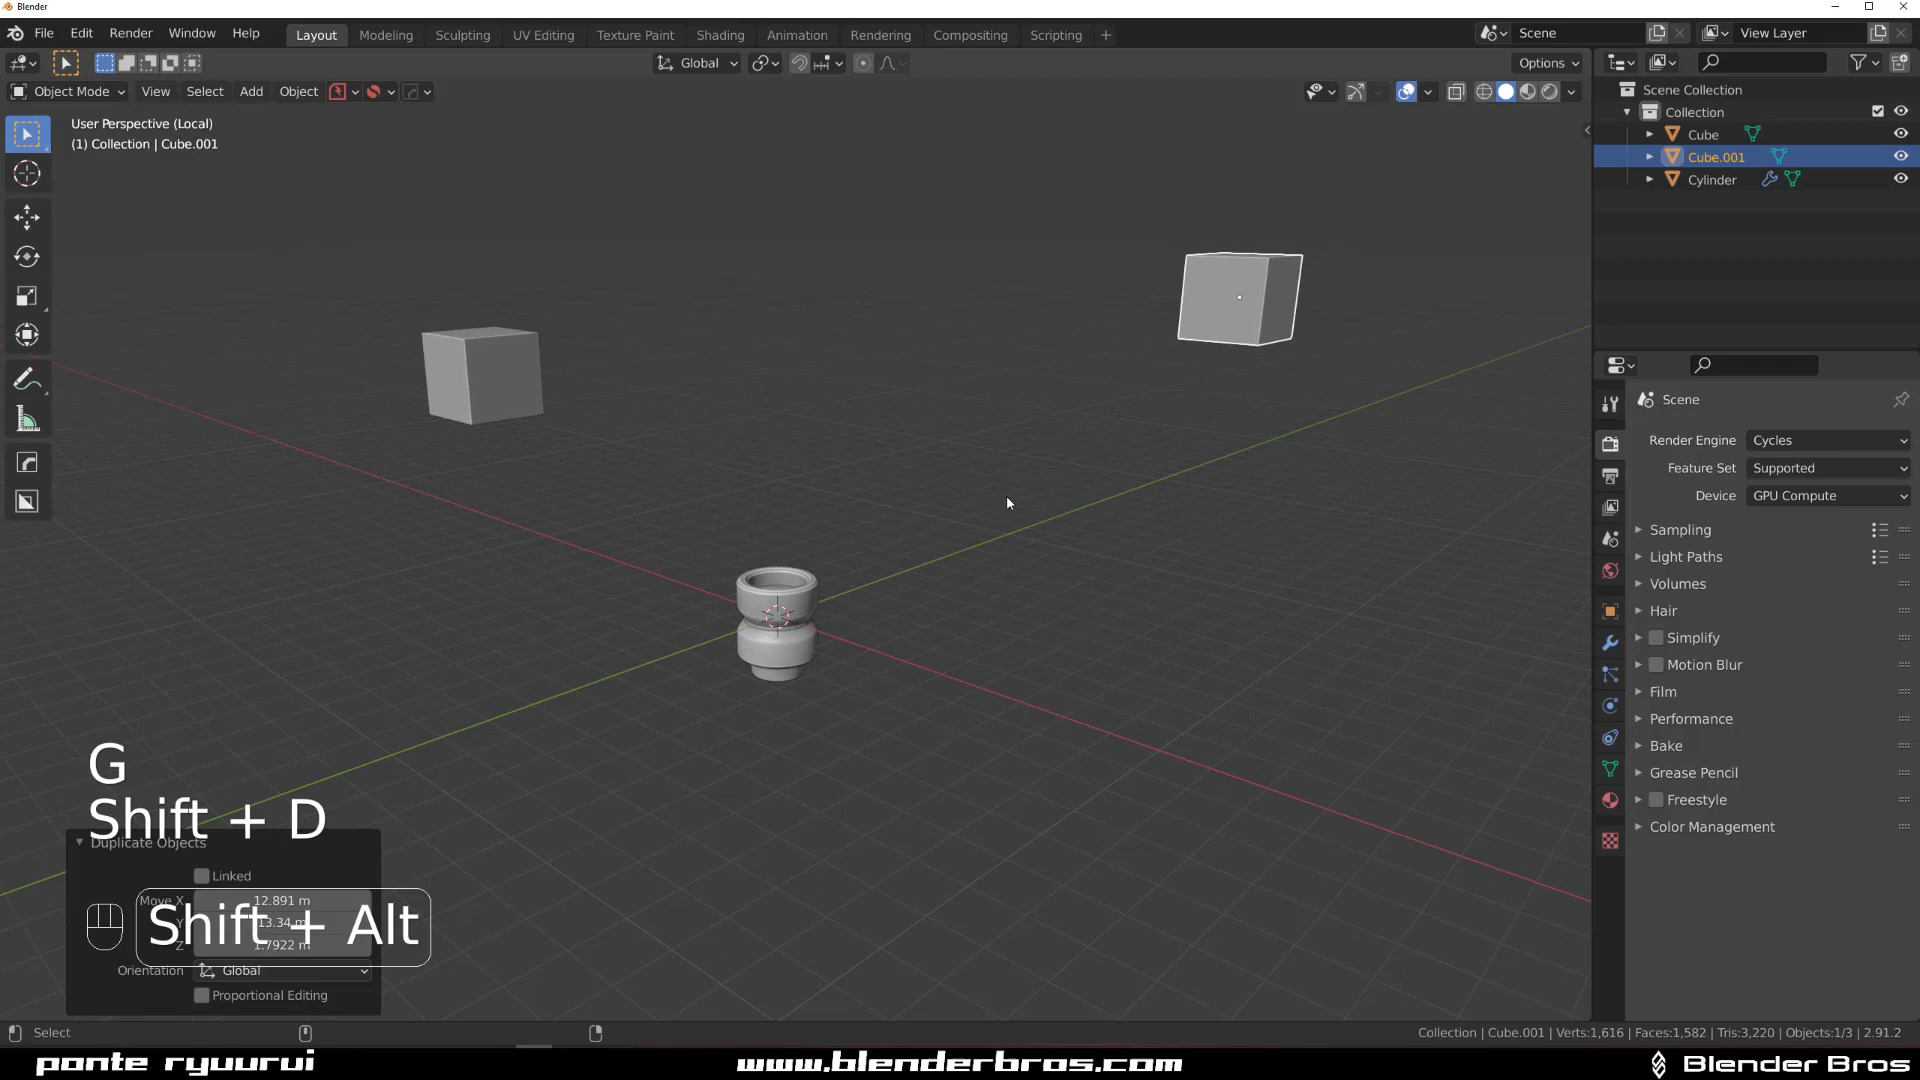 Blender
File Edit Render Window Help Layout Modeling Sculpting UV Editing Texture Paint Shading Animation Rendering Compositing Scripting + Scene View Layer
Global Options
Object Mode View Select Add Object
User Perspective (Local)
(1) Collection | Cube.001
Scene Collection
Collection
Cube
Cube.001
Cylinder
Scene
Render Engine Cycles
Feature Set Supported
Device GPU Compute
Sampling
Light Paths
Volumes
Hair
Simplify
Motion Blur
Film
Performance
Bake
Grease Pencil
Freestyle
Color Management
G
Shift + D
Duplicate Objects
Linked
Move X 12.891 m
Shift + Alt
Y 13.34 m
Z 1.7922 m
Orientation Global
Proportional Editing
Select
Collection | Cube.001 | Verts:1,616 | Faces:1,582 | Tris:3,220 | Objects:1/3 | 2.91.2
ponte ryuurui www.blenderbros.com Blender Bros